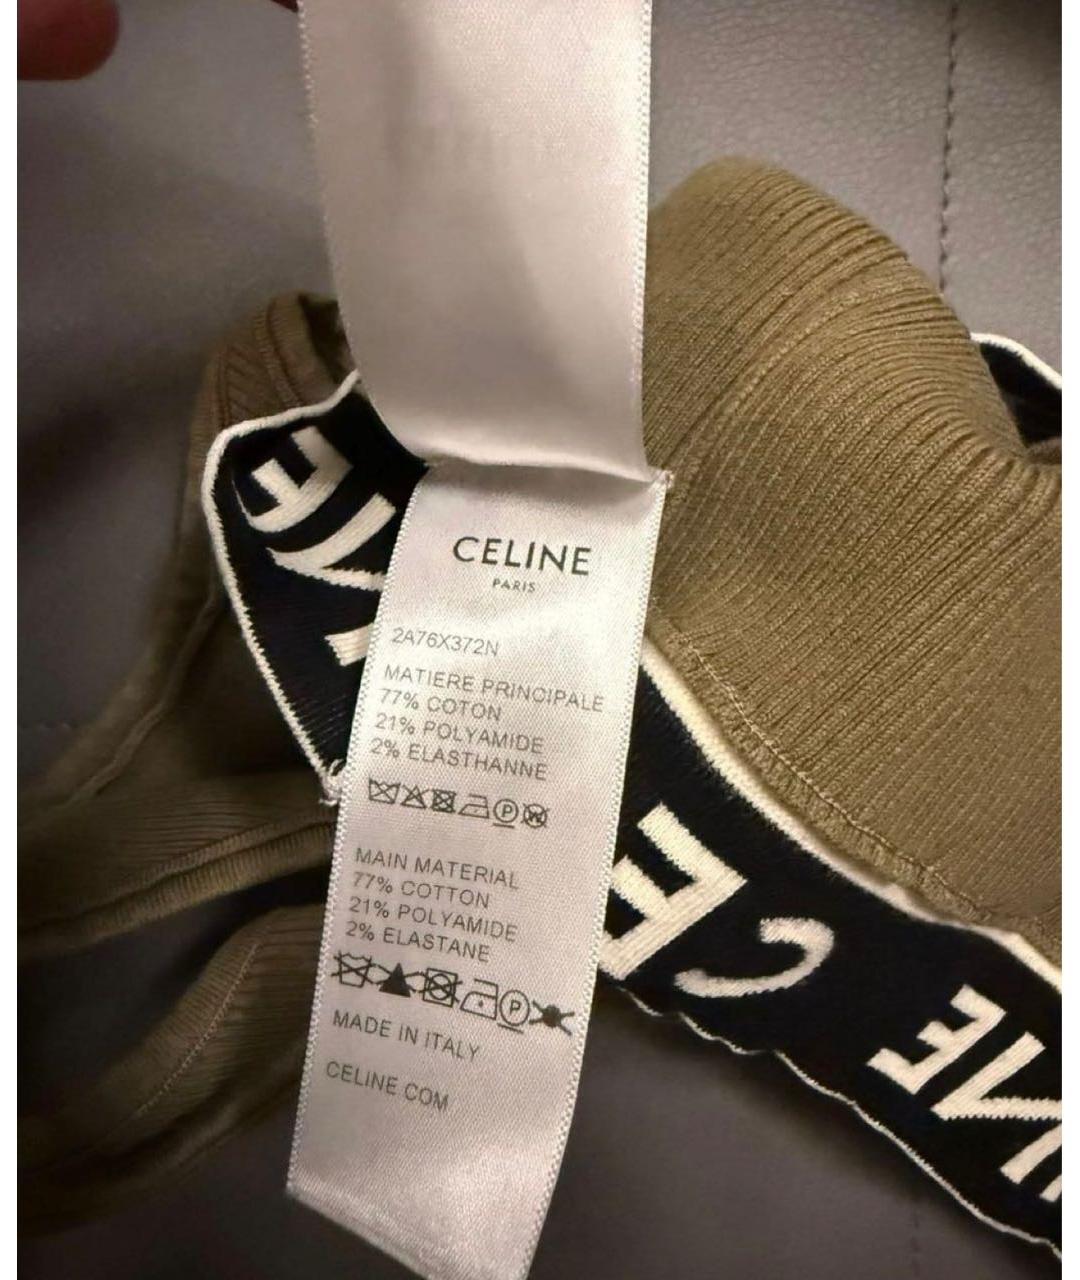 CELINE
PARIS
2A76X372N
MATIERE PRINCIPALE
77% COTON
21% POLYAMIDE
2% ELASTHANNE
MAIN MATERIAL
77% COTTON
21% POLYAMIDE
2% ELASTANE
MADE IN ITALY
CELINE COM